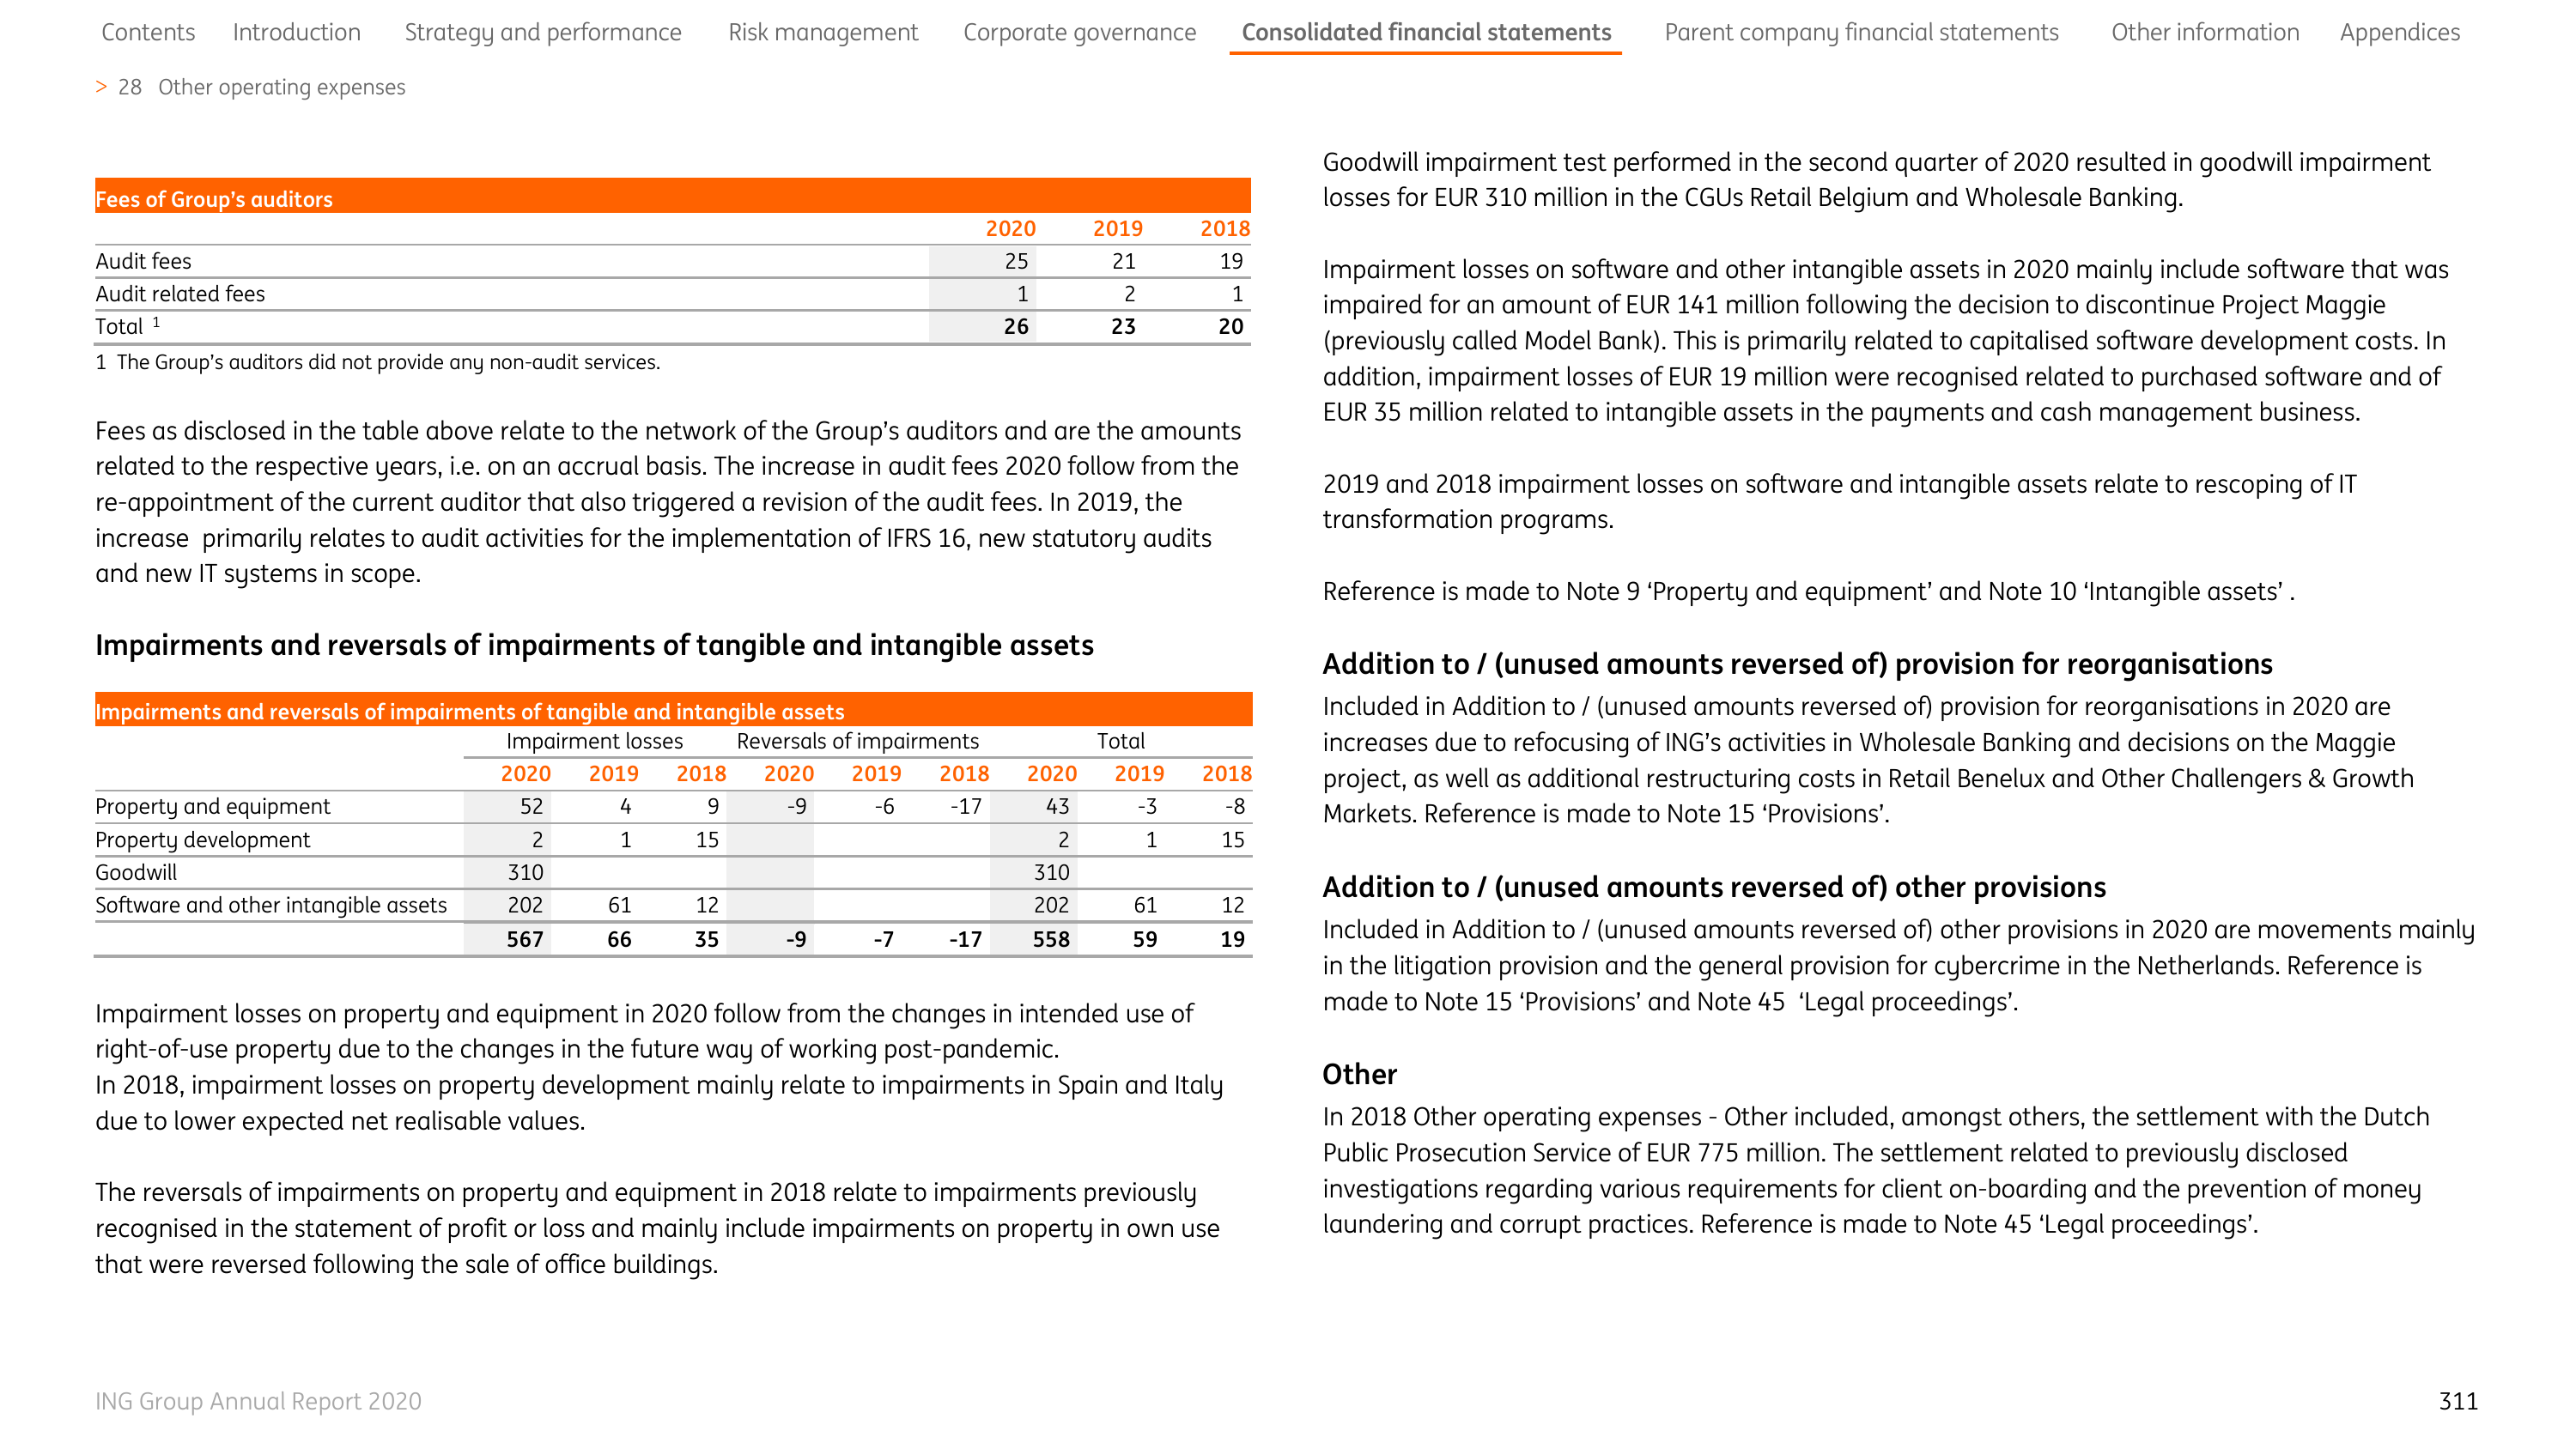 Contents Introduction Strategy and performance Risk management Corporate governance Consolidated financial statements Parent company financial statements Other information Appendices
> 28 Other operating expenses
Fees of Group’s auditors
2020 2019 2018
Audit fees 25 21 19
Audit related fees 1 2 1
Total 1 26 23 20
1 The Group’s auditors did not provide any non-audit services.
Fees as disclosed in the table above relate to the network of the Group’s auditors and are the amounts
related to the respective years, i.e. on an accrual basis. The increase in audit fees 2020 follow from the
re-appointment of the current auditor that also triggered a revision of the audit fees. In 2019, the
increase primarily relates to audit activities for the implementation of IFRS 16, new statutory audits
and new IT systems in scope.
Impairments and reversals of impairments of tangible and intangible assets
Impairments and reversals of impairments of tangible and intangible assets
Impairment losses Reversals of impairments Total
2020 2019 2018 2020 2019 2018 2020 2019 2018
Property and equipment 52 4 9 -9 -6 -17 43 -3 -8
Property development 2 1 15 2 1 15
Goodwill 310 310
Software and other intangible assets 202 61 12 202 61 12
567 66 35 -9 -7 -17 558 59 19
Impairment losses on property and equipment in 2020 follow from the changes in intended use of
right-of-use property due to the changes in the future way of working post-pandemic.
In 2018, impairment losses on property development mainly relate to impairments in Spain and Italy
due to lower expected net realisable values.
The reversals of impairments on property and equipment in 2018 relate to impairments previously
recognised in the statement of profit or loss and mainly include impairments on property in own use
that were reversed following the sale of office buildings.
Goodwill impairment test performed in the second quarter of 2020 resulted in goodwill impairment
losses for EUR 310 million in the CGUs Retail Belgium and Wholesale Banking.
Impairment losses on software and other intangible assets in 2020 mainly include software that was
impaired for an amount of EUR 141 million following the decision to discontinue Project Maggie
(previously called Model Bank). This is primarily related to capitalised software development costs. In
addition, impairment losses of EUR 19 million were recognised related to purchased software and of
EUR 35 million related to intangible assets in the payments and cash management business.
2019 and 2018 impairment losses on software and intangible assets relate to rescoping of IT
transformation programs.
Reference is made to Note 9 ‘Property and equipment’ and Note 10 ‘Intangible assets’ .
Addition to / (unused amounts reversed of) provision for reorganisations
Included in Addition to / (unused amounts reversed of) provision for reorganisations in 2020 are
increases due to refocusing of ING’s activities in Wholesale Banking and decisions on the Maggie
project, as well as additional restructuring costs in Retail Benelux and Other Challengers & Growth
Markets. Reference is made to Note 15 ‘Provisions’.
Addition to / (unused amounts reversed of) other provisions
Included in Addition to / (unused amounts reversed of) other provisions in 2020 are movements mainly
in the litigation provision and the general provision for cybercrime in the Netherlands. Reference is
made to Note 15 ‘Provisions’ and Note 45 ‘Legal proceedings’.
Other
In 2018 Other operating expenses - Other included, amongst others, the settlement with the Dutch
Public Prosecution Service of EUR 775 million. The settlement related to previously disclosed
investigations regarding various requirements for client on-boarding and the prevention of money
laundering and corrupt practices. Reference is made to Note 45 ‘Legal proceedings’.
ING Group Annual Report 2020 311